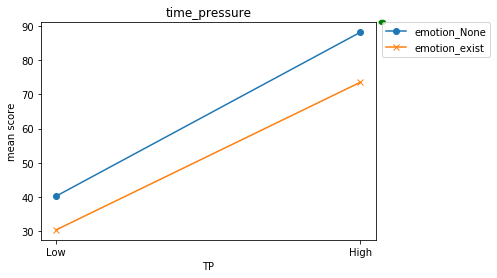 time_pressure
90
80
70
60
50
40
30
mean score
Low
High
TP
emotion_None
emotion_exist